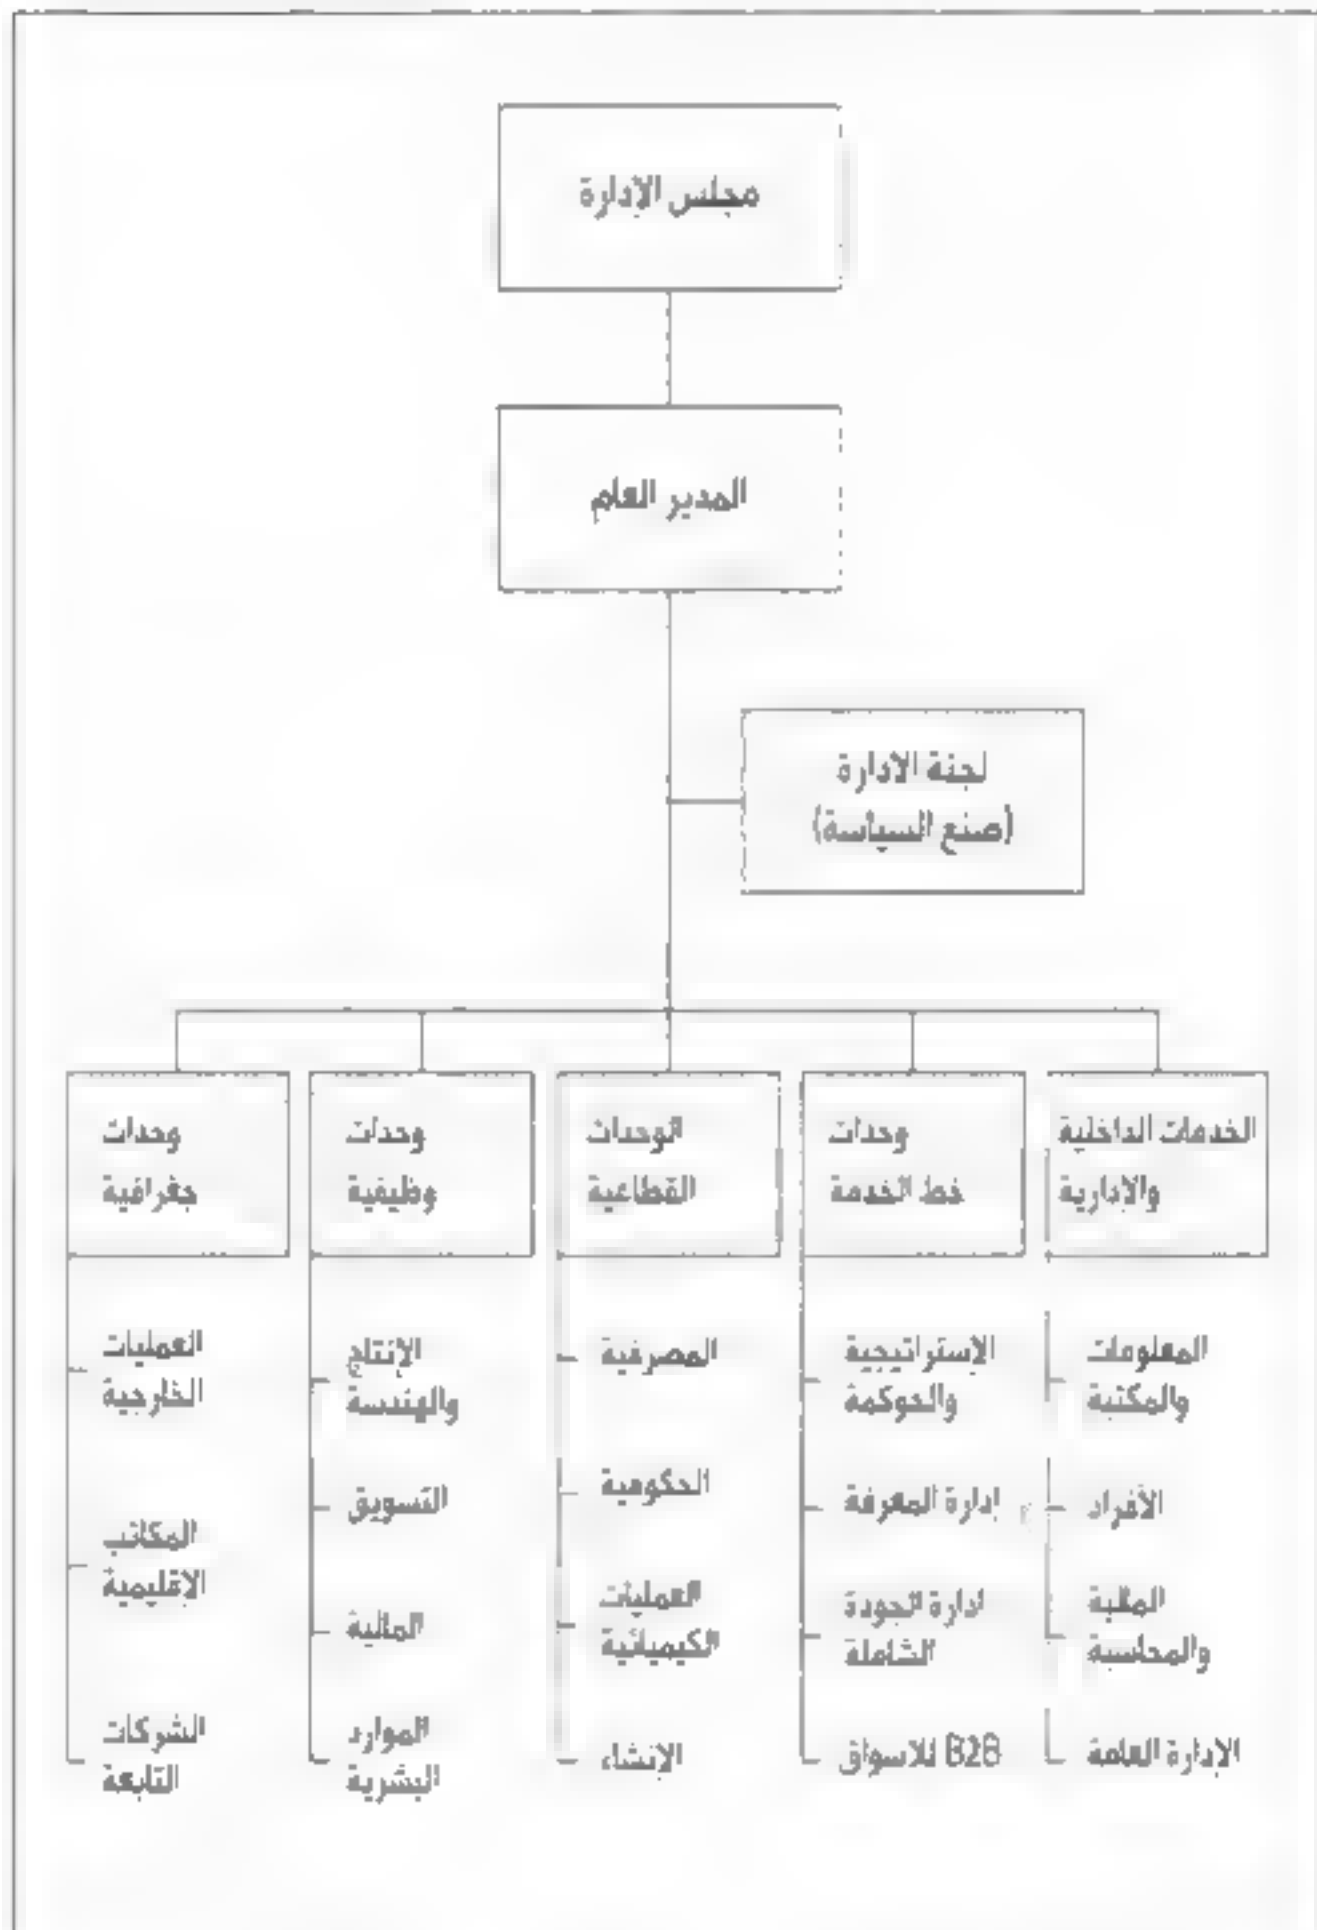 مجلس الإدارة
المدير العام
لجنة الادارة
(صنع السياسة)
الخدمات الداخلية
والإدارية
المعلومات
والمكتبة
الأفراد
المالية
والمحاسبة
الإدارة العامة
وحدات
خط الخدمة
الإستراتيجية
والحوكمة
إدارة المعرفة
ادارة الجودة
الشاملة
B2B للاسواق
الوحدات
القطاعية
المصرفية
الحكومية
العمليات
الكيميائية
الإنشاء
وحدات
وظيفية
الإنتاج
والهندسة
التسويق
المالية
الموارد
البشرية
وحدات
جغرافية
العمليات
الخارجية
المكاتب
الإقليمية
الشركات
التابعة